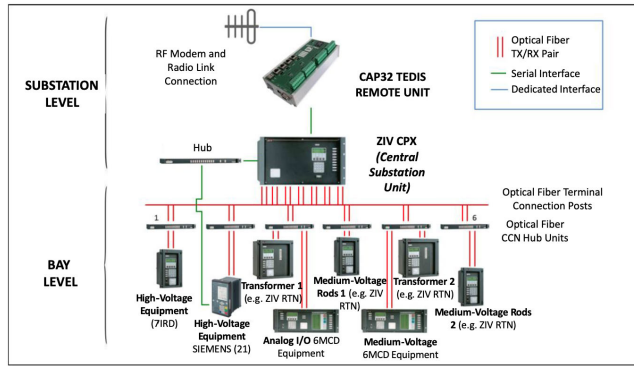 RF Modem and
Radio Link
Connection
CAP32 TEDIS
REMOTE UNIT
Optical Fiber
TX/RX Pair
Serial Interface
Dedicated Interface
SUBSTATION
LEVEL
Hub
ZIV CPX
(Central
Substation
Unit)
Optical Fiber Terminal
Connection Posts
1
6
Optical Fiber
CCN Hub Units
BAY
LEVEL
High-Voltage
Equipment
(7IRD)
High-Voltage
Equipment
SIEMENS (21)
Transformer 1
(e.g. ZIV RTN)
Analog I/O 6MCD
Equipment
Medium-Voltage
Rods 1 (e.g. ZIV
RTN)
Medium-Voltage
6MCD Equipment
Transformer 2
(e.g. ZIV RTN)
Medium-Voltage Rods
2 (e.g. ZIV RTN)